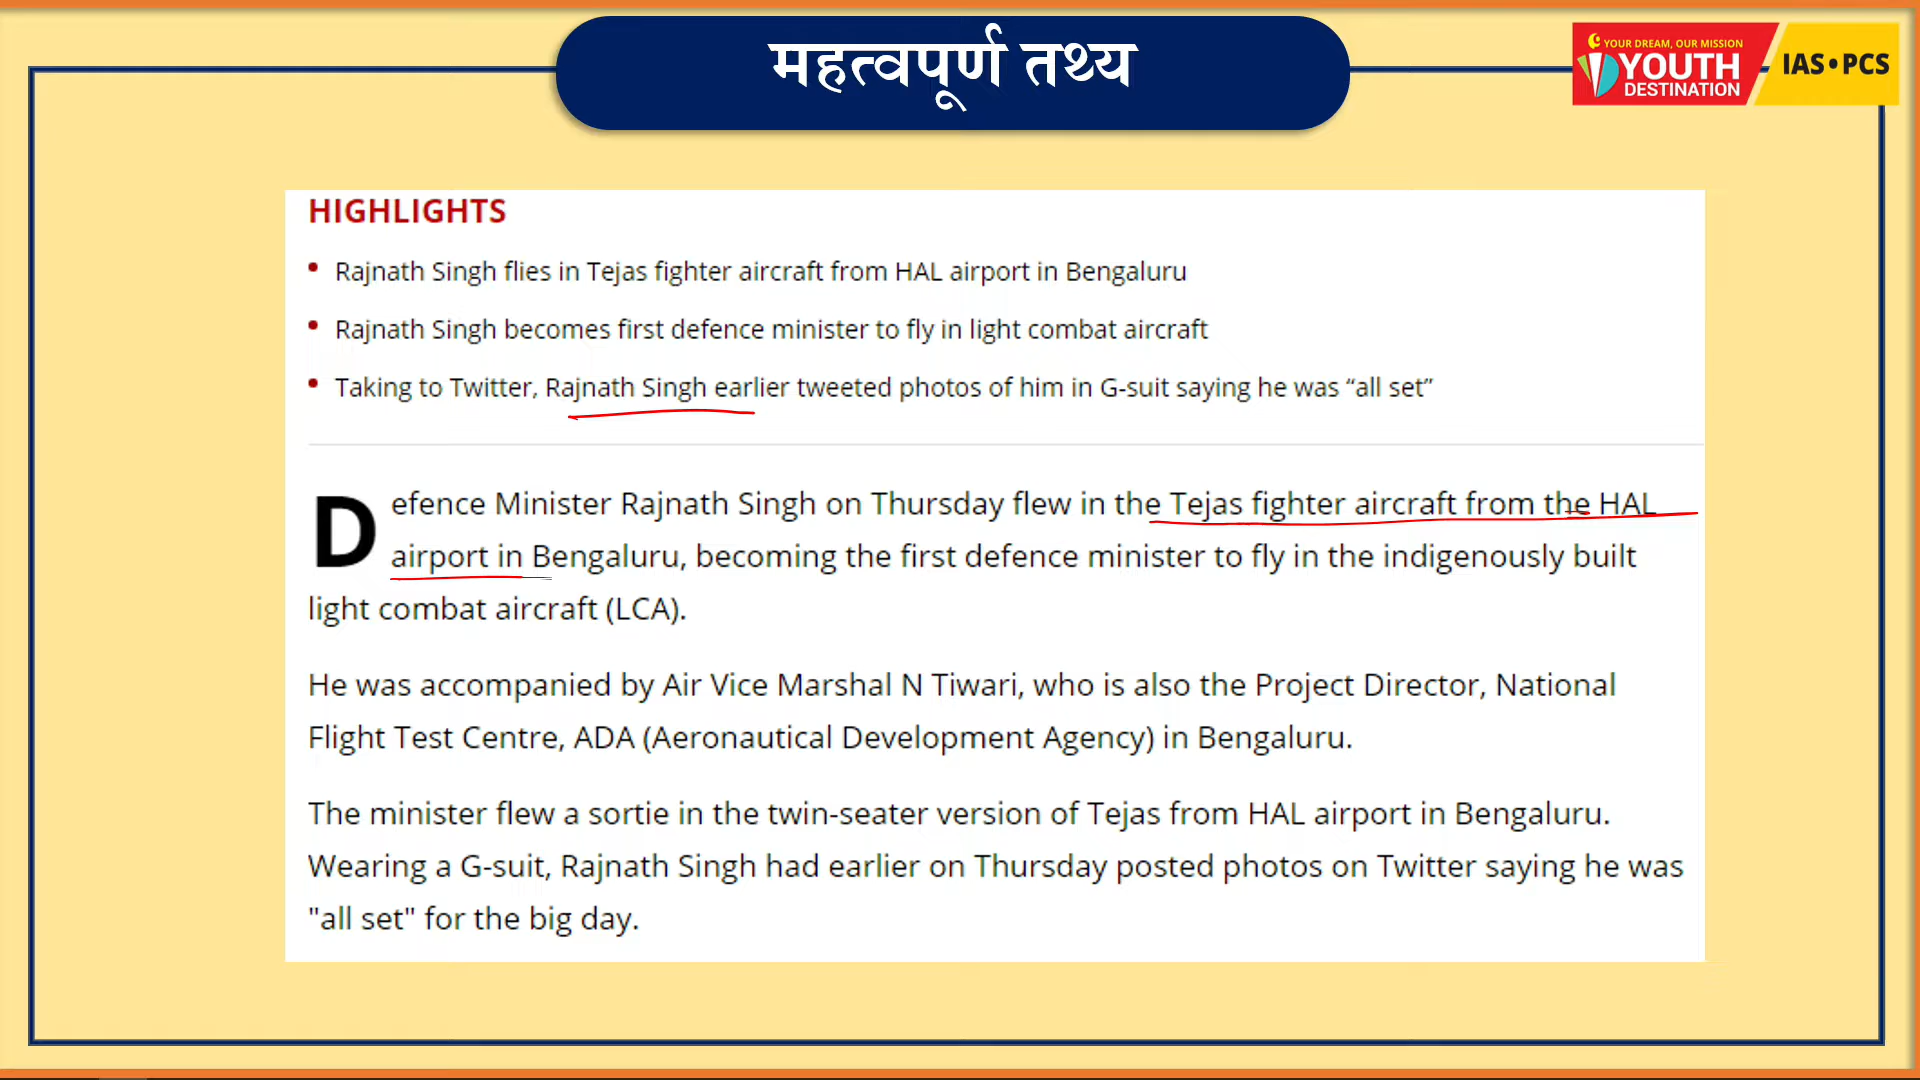 महत्वपूर्ण तथ्य
YOUR DREAM, OUR MISSION
YOUTH
DESTINATION
IAS•PCS
HIGHLIGHTS
• Rajnath Singh flies in Tejas fighter aircraft from HAL airport in Bengaluru
• Rajnath Singh becomes first defence minister to fly in light combat aircraft
• Taking to Twitter, Rajnath Singh earlier tweeted photos of him in G-suit saying he was “all set”
Defence Minister Rajnath Singh on Thursday flew in the Tejas fighter aircraft from the HAL
airport in Bengaluru, becoming the first defence minister to fly in the indigenously built
light combat aircraft (LCA).
He was accompanied by Air Vice Marshal N Tiwari, who is also the Project Director, National
Flight Test Centre, ADA (Aeronautical Development Agency) in Bengaluru.
The minister flew a sortie in the twin-seater version of Tejas from HAL airport in Bengaluru.
Wearing a G-suit, Rajnath Singh had earlier on Thursday posted photos on Twitter saying he was
"all set" for the big day.